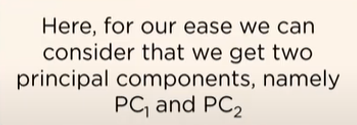 Here, for our ease we can
consider that we get two
principal components, namely
PC₁ and PC₂